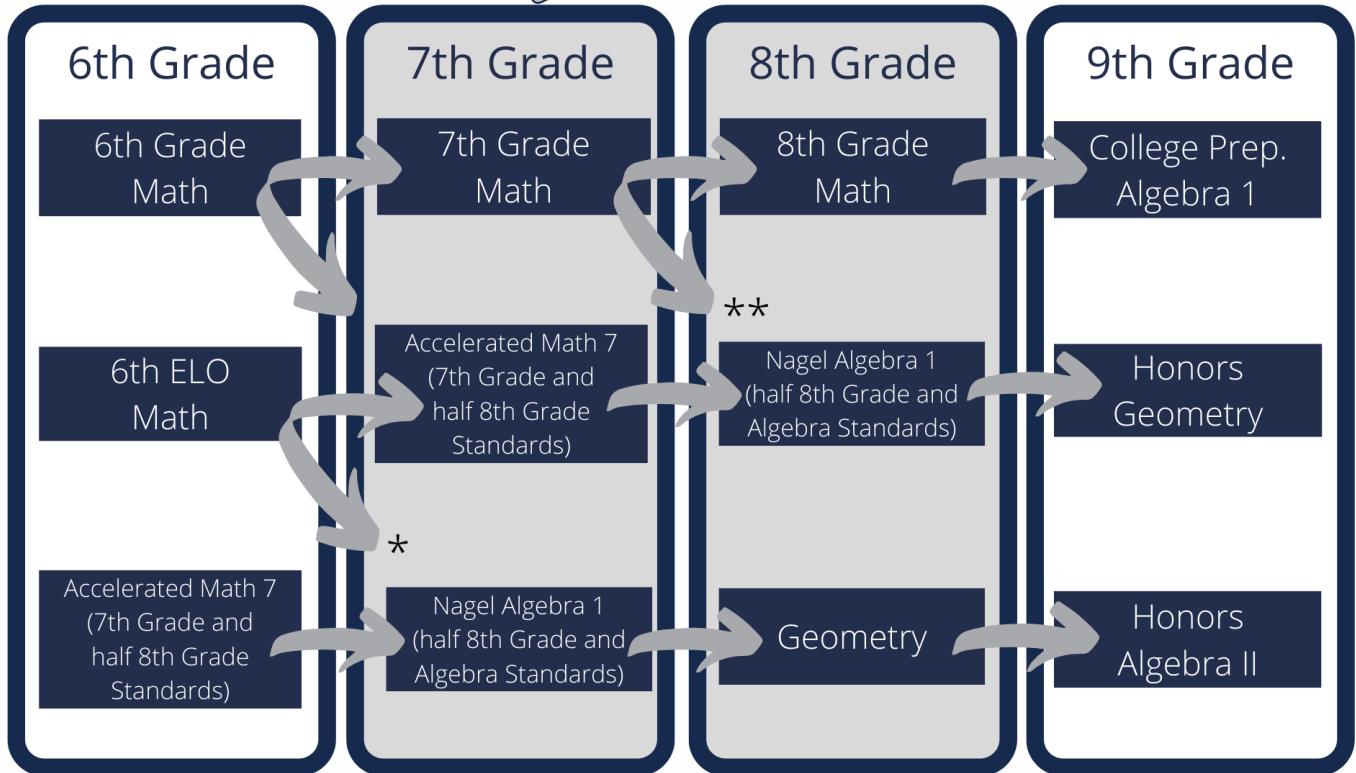 6th Grade
6th Grade
Math
6th ELO
Math
Accelerated Math 7
(7th Grade and
half 8th Grade
Standards)
7th Grade
7th Grade
Math
Accelerated Math 7
(7th Grade and
half 8th Grade
Standards)
*
Nagel Algebra 1
(half 8th Grade and
Algebra Standards)
8th Grade
8th Grade
Math
**
Nagel Algebra 1
(half 8th Grade and
Algebra Standards)
Geometry
9th Grade
College Prep.
Algebra 1
Honors
Geometry
Honors
Algebra II